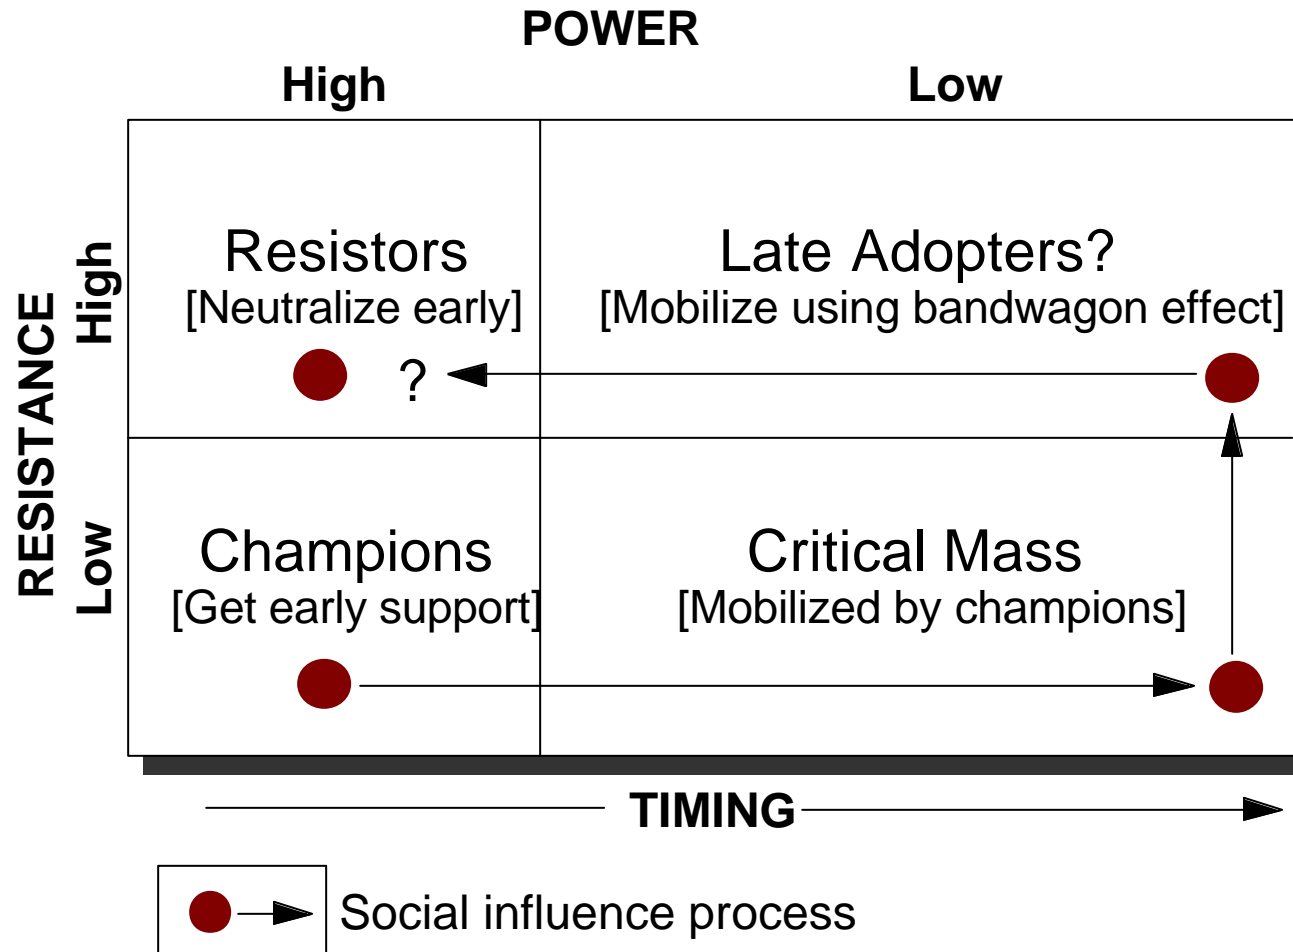 POWER
High Low
RESISTANCE
High
Resistors
[Neutralize early]
?
Late Adopters?
[Mobilize using bandwagon effect]
Low
Champions
[Get early support]
Critical Mass
[Mobilized by champions]
TIMING
Social influence process